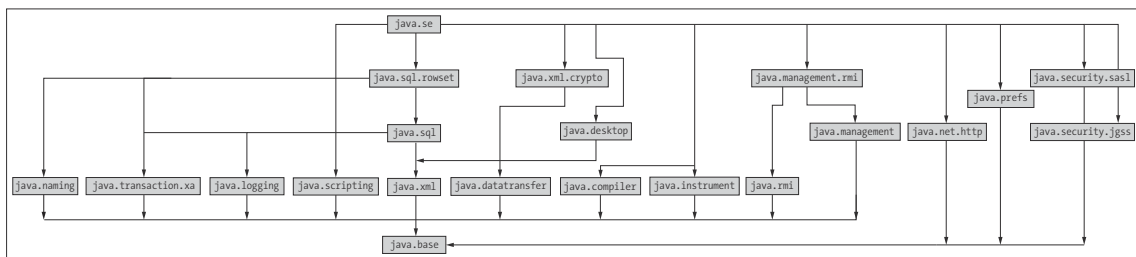 java.se
java.sql.rowset
java.xml.crypto
java.management.rmi
java.security.sasl
java.prefs
java.sql
java.desktop
java.management
java.net.http
java.security.jgss
java.naming
java.transaction.xa
java.logging
java.scripting
java.xml
java.datatransfer
java.compiler
java.instrument
java.rmi
java.base